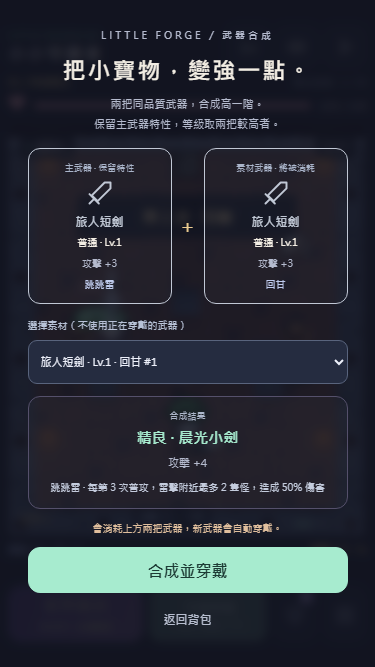 LITTLE FORGE / 武器合成
把小寶物，變強一點。
兩把同品質武器，合成高一階。
保留主武器特性，等級取兩把較高者。
主武器 · 保留特性
旅人短劍
普通 · Lv.1
攻擊 +3
跳跳雷
+
素材武器 · 將被消耗
旅人短劍
普通 · Lv.1
攻擊 +3
回甘
選擇素材（不使用正在穿戴的武器）
旅人短劍 · Lv.1 · 回甘 #1
合成結果
精良 · 晨光小劍
攻擊 +4
跳跳雷 · 每第 3 次普攻，雷擊附近最多 2 隻怪，造成 50% 傷害
會消耗上方兩把武器，新武器會自動穿戴。
合成並穿戴
返回背包